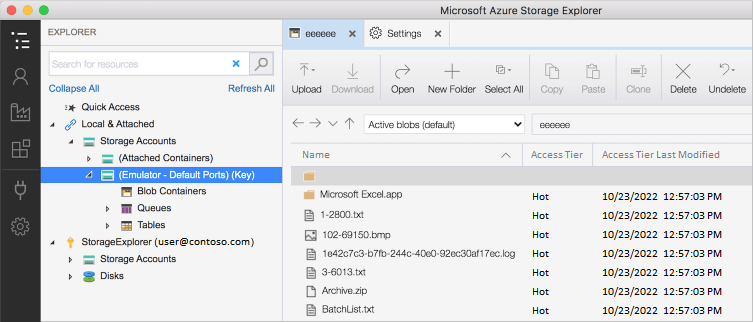 Microsoft Azure Storage Explorer
EXPLORER
Search for resources
Collapse All Refresh All
Quick Access
Local & Attached
Storage Accounts
(Attached Containers)
(Emulator - Default Ports) (Key)
Blob Containers
Queues
Tables
StorageExplorer (user@contoso.com)
Storage Accounts
Disks
eeeeee Settings
Upload Download Open New Folder Select All Copy Paste Clone Delete Undelete
Active blobs (default) eeeeee
Name Access Tier Access Tier Last Modified
Microsoft Excel.app Hot 10/23/2022 12:57:03 PM
1-2800.txt Hot 10/23/2022 12:57:03 PM
102-69150.bmp Hot 10/23/2022 12:57:03 PM
1e42c7c3-b7fb-244c-40e0-92ec30af17ec.log Hot 10/23/2022 12:57:03 PM
3-6013.txt Hot 10/23/2022 12:57:03 PM
Archive.zip Hot 10/23/2022 12:57:03 PM
BatchList.txt Hot 10/23/2022 12:57:03 PM